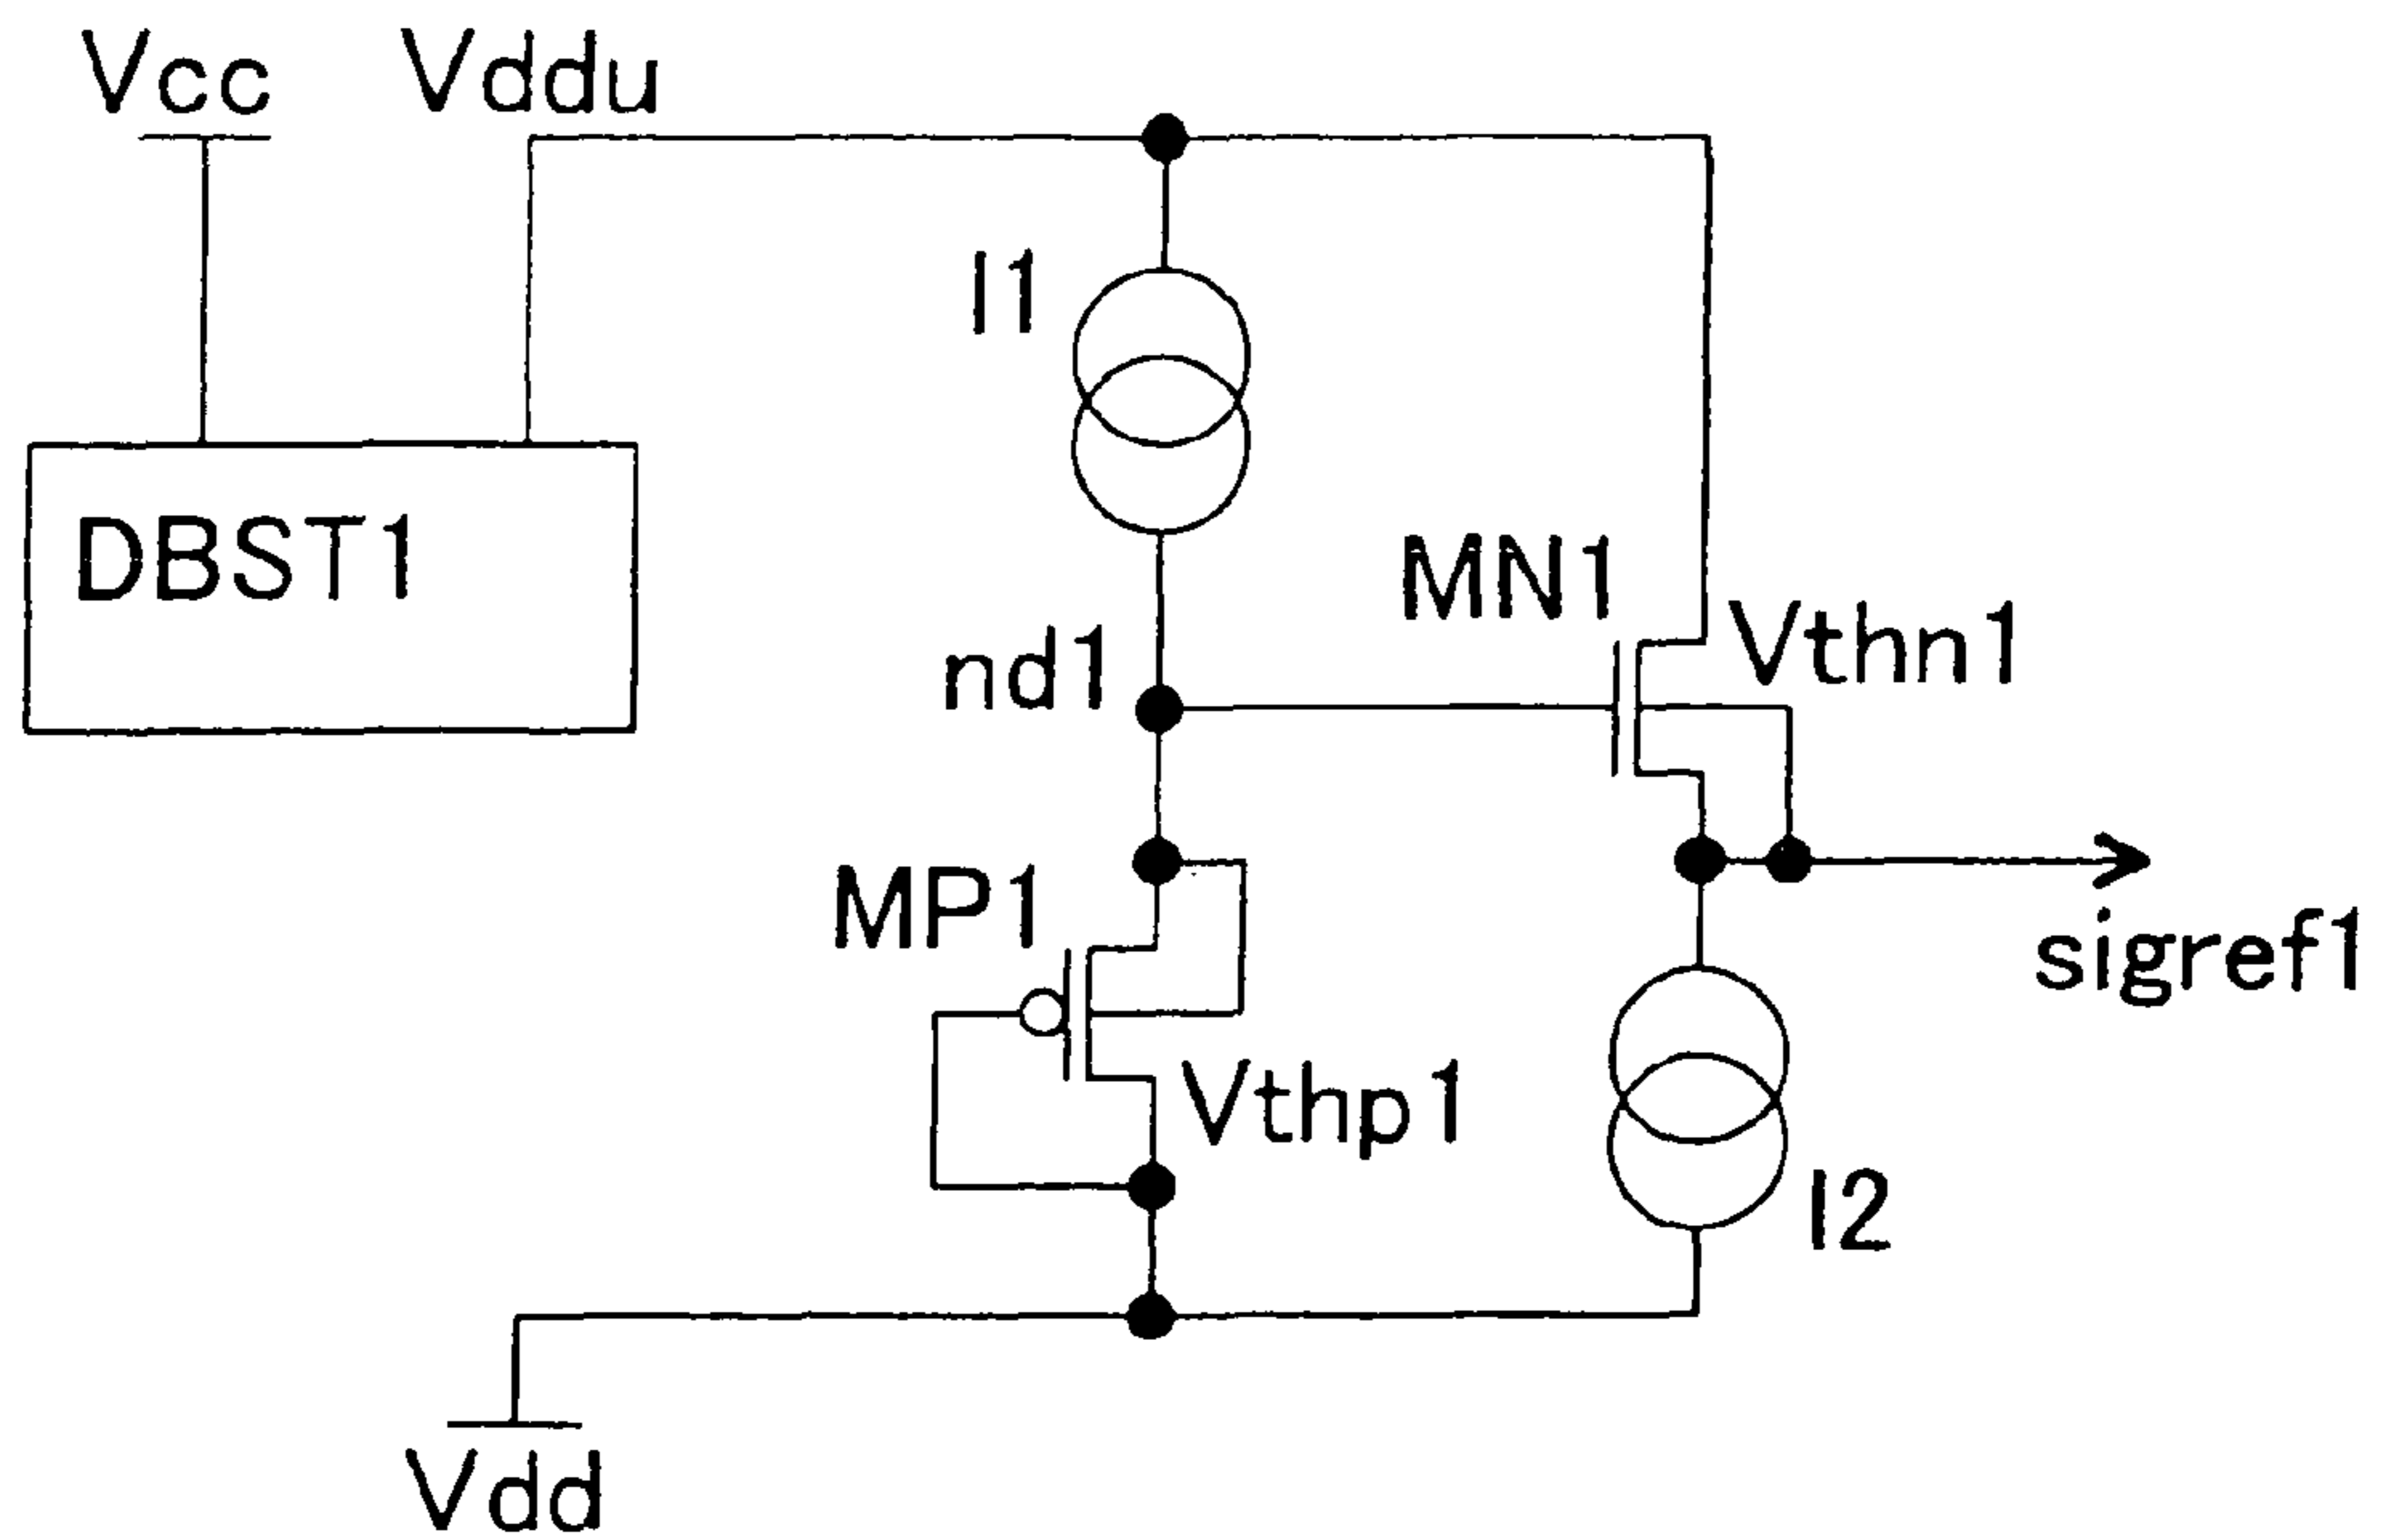 Vcc
Vddu
I1
DBST1
MN1
Vthn1
nd1
MP1
sigref1
Vthp1
I2
Vdd